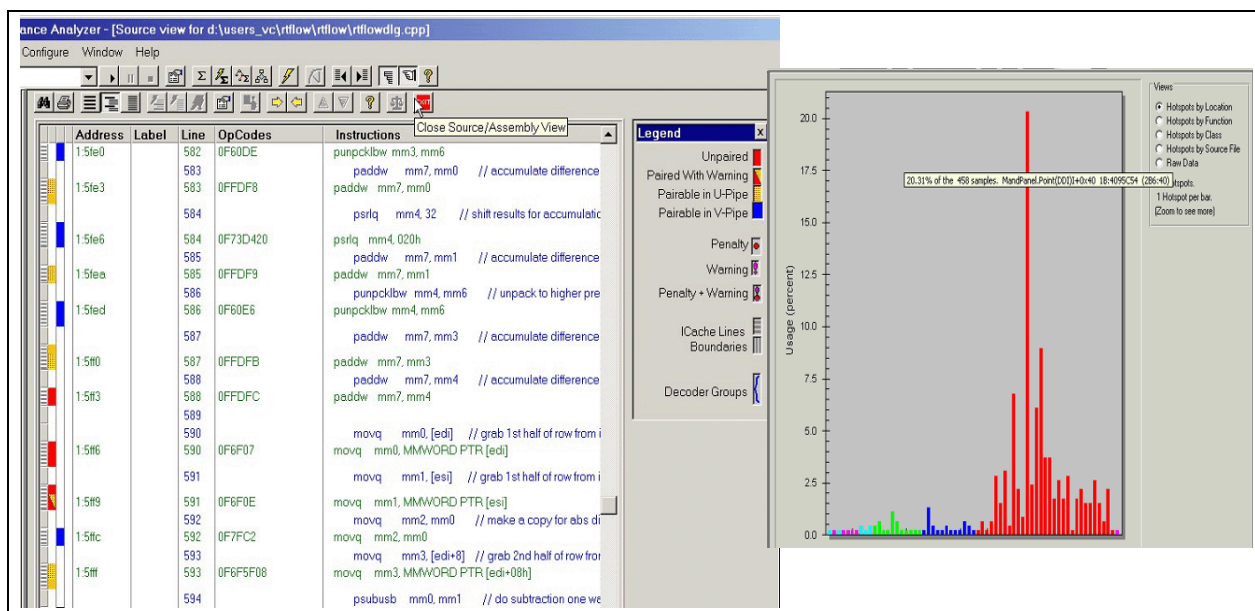 ance Analyzer - [Source view for d:\users_vc\rtflow\rtflow\rtflowdlg.cpp]
Configure Window Help
Close Source/Assembly View
Address Label Line OpCodes Instructions
1:5fe0 582 0F60DE punpcklbw mm3, mm6
583 paddw mm7, mm0 // accumulate difference
1:5fe3 583 0FFDF8 paddw mm7, mm0
584 psrlq mm4, 32 // shift results for accumulatic
1:5fe6 584 0F73D420 psrlq mm4, 020h
585 paddw mm7, mm1 // accumulate difference
1:5fea 585 0FFDF9 paddw mm7, mm1
586 punpcklbw mm4, mm6 // unpack to higher pre
1:5fed 586 0F60E6 punpcklbw mm4, mm6
587 paddw mm7, mm3 // accumulate difference
1:5ff0 587 0FFDFB paddw mm7, mm3
588 paddw mm7, mm4 // accumulate difference
1:5ff3 588 0FFDFC paddw mm7, mm4
589
590 movq mm0, [edi] // grab 1st half of row from i
1:5ff6 590 0F6F07 movq mm0, MMWORD PTR [edi]
591 movq mm1, [esi] // grab 1st half of row from i
1:5ff9 591 0F6F0E movq mm1, MMWORD PTR [esi]
592 movq mm2, mm0 // make a copy for abs di
1:5ffc 592 0F7FC2 movq mm2, mm0
593 movq mm3, [edi+8] // grab 2nd half of row fror
1:5fff 593 0F6F5F08 movq mm3, MMWORD PTR [edi+08h]
594 psubusb mm0, mm1 // do subtraction one wa
Legend x
Unpaired
Paired With Warning
Pairable in U-Pipe
Pairable in V-Pipe
Penalty
Warning
Penalty + Warning
ICache Lines
Boundaries
Decoder Groups
Usage (percent)
20.0
17.5
15.0
12.5
10.0
7.5
5.0
2.5
0.0
20.31% of the 458 samples. MandPanel.Point(DDI)I+0x40 1B:4095C54 (2B6:40)
Views
Hotspots by Location
Hotspots by Function
Hotspots by Class
Hotspots by Source File
Raw Data
tspots.
1 Hotspot per bar.
(Zoom to see more)